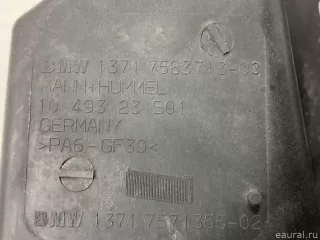 BMW 1371 7583713-03
MANN+HUMMEL
10 493 23 S01
GERMANY
>PA6-GF30<
BMW 1371 7571355-02
eaural.ru